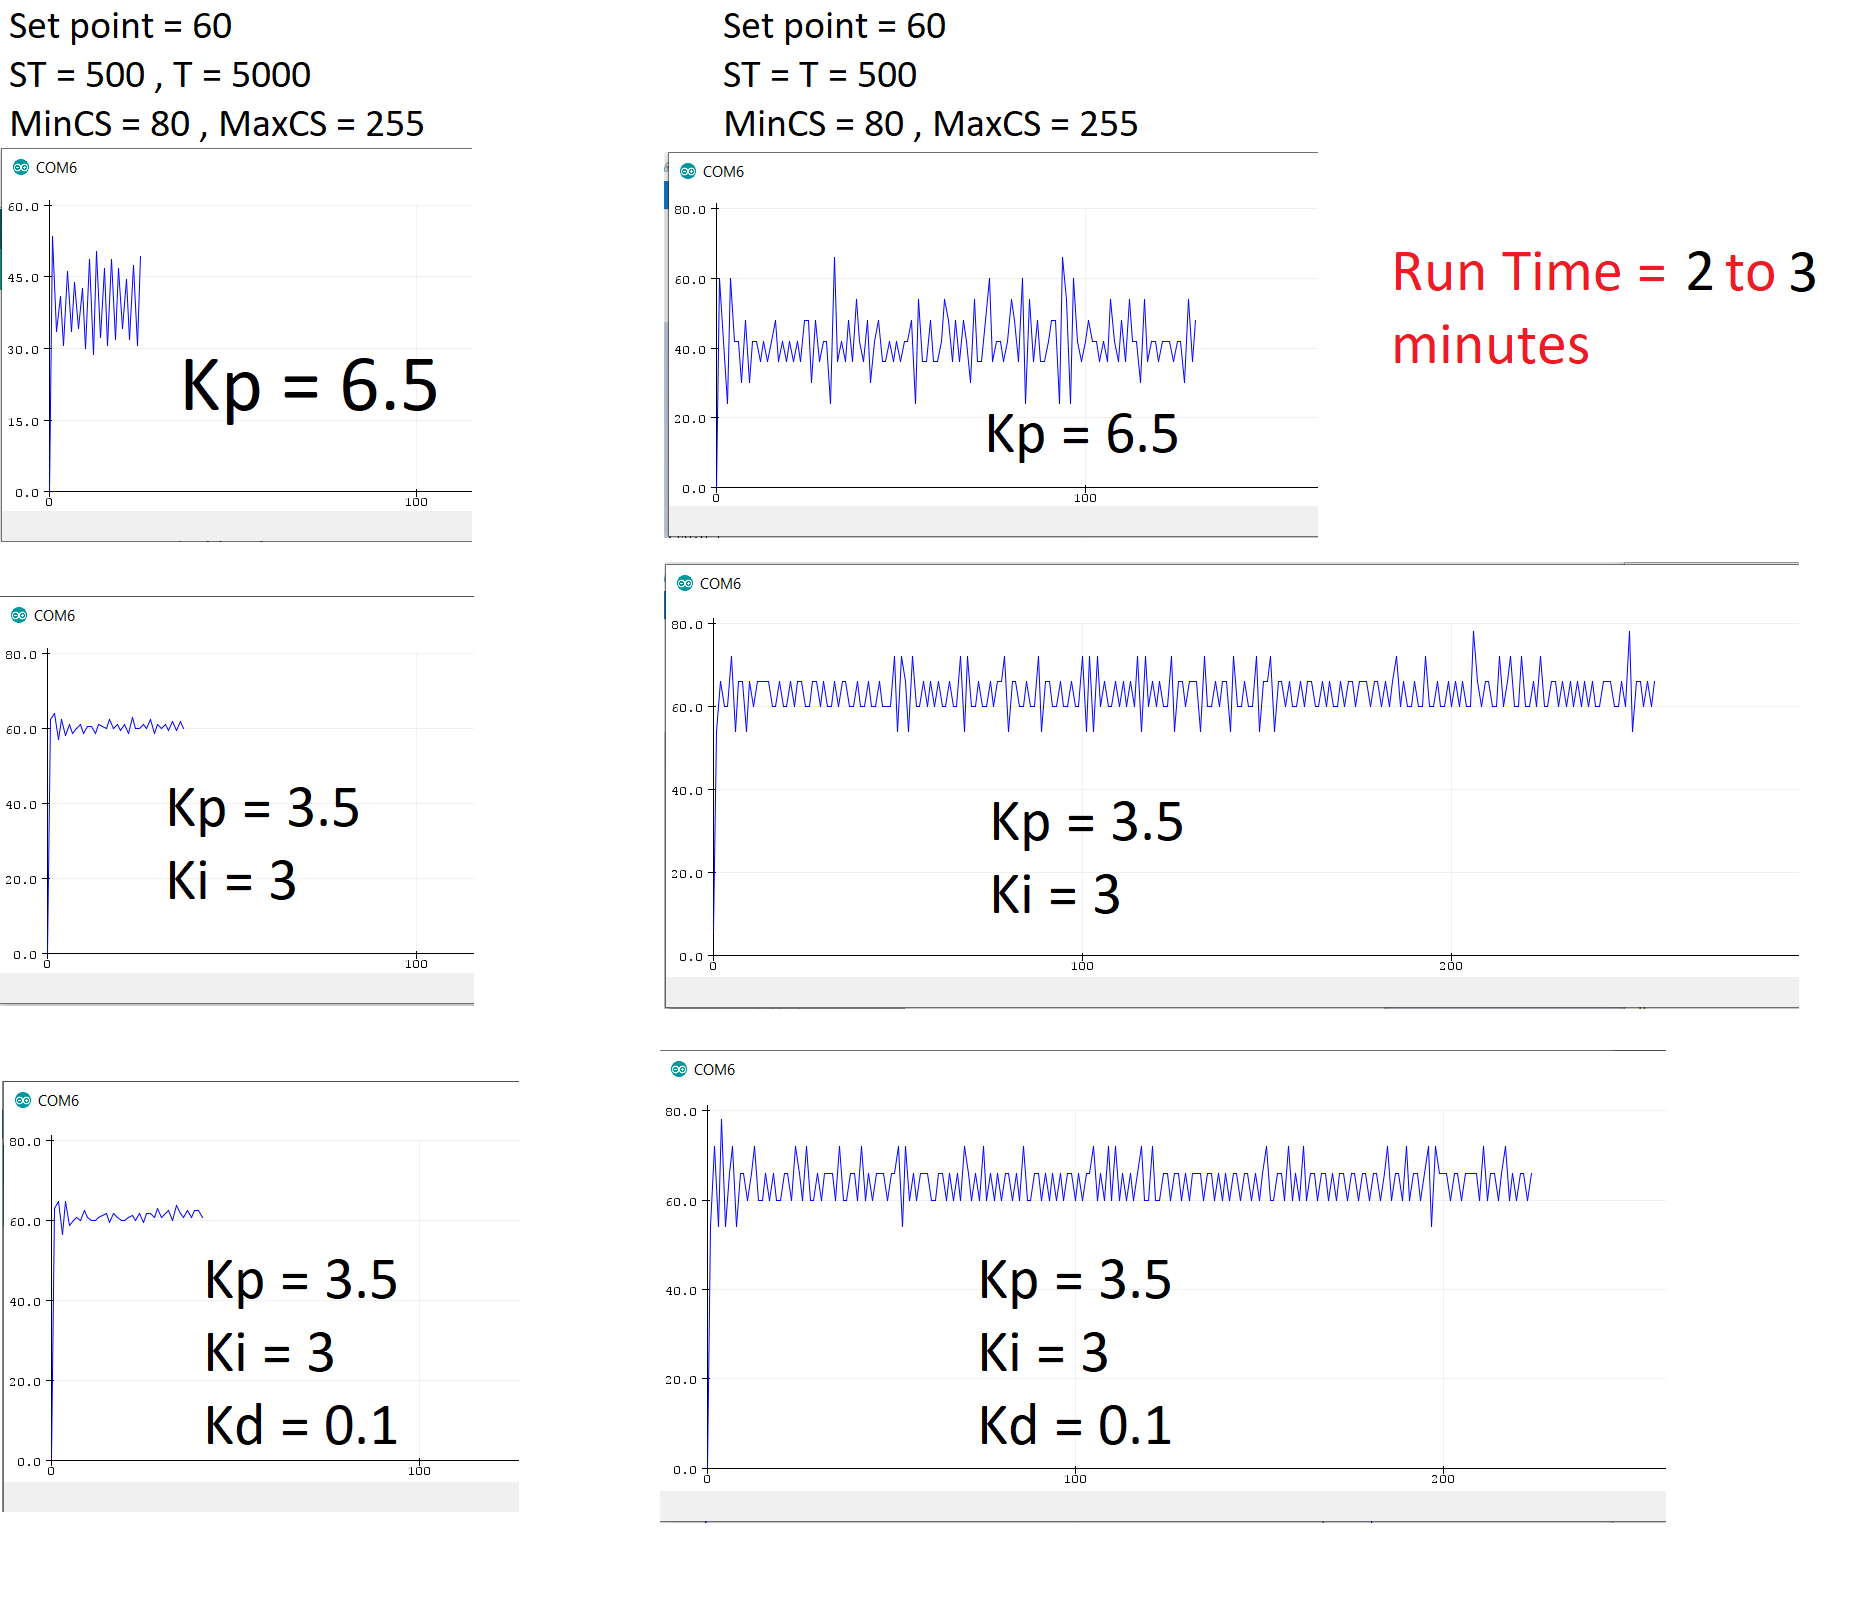 Set point = 60
ST = 500 , T = 5000
MinCS = 80 , MaxCS = 255
COM6
60.0
45.0
30.0
15.0
0.0
0
100
Kp = 6.5
COM6
80.0
60.0
40.0
20.0
0.0
0
100
Kp = 3.5
Ki = 3
COM6
80.0
60.0
40.0
20.0
0.0
0
100
Kp = 3.5
Ki = 3
Kd = 0.1
Set point = 60
ST = T = 500
MinCS = 80 , MaxCS = 255
COM6
80.0
60.0
40.0
20.0
0.0
0
100
Kp = 6.5
Run Time = 2 to 3
minutes
COM6
80.0
60.0
40.0
20.0
0.0
0
100
200
Kp = 3.5
Ki = 3
COM6
80.0
60.0
40.0
20.0
0.0
0
100
200
Kp = 3.5
Ki = 3
Kd = 0.1